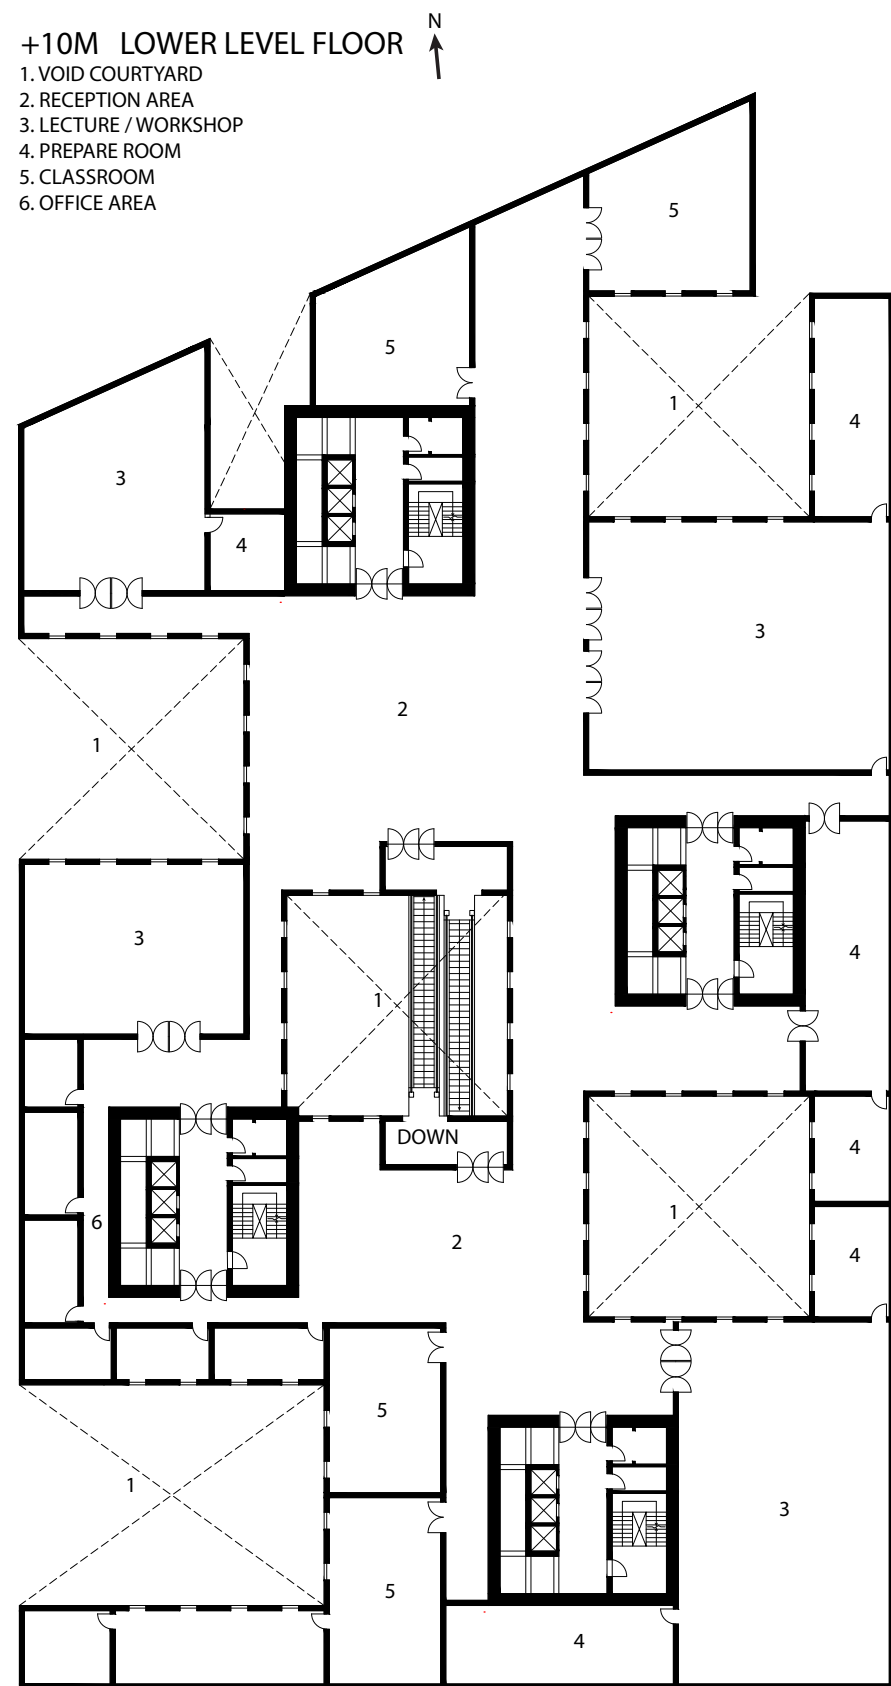 N
+10M LOWER LEVEL FLOOR
1. VOID COURTYARD
2. RECEPTION AREA
3. LECTURE / WORKSHOP
4. PREPARE ROOM
5. CLASSROOM
6. OFFICE AREA
5
5
1
4
3
4
3
2
1
3
4
1
DOWN
4
1
6
2
4
5
1
3
5
4